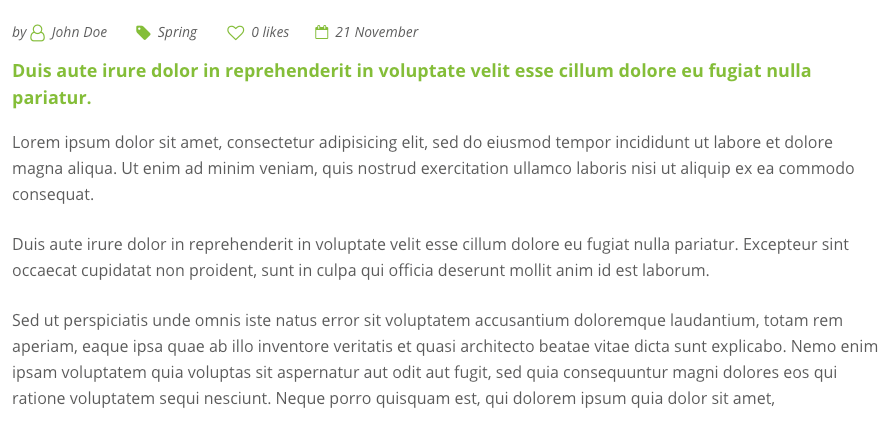 by John Doe Spring 0 likes 21 November
Duis aute irure dolor in reprehenderit in voluptate velit esse cillum dolore eu fugiat nulla
pariatur.
Lorem ipsum dolor sit amet, consectetur adipisicing elit, sed do eiusmod tempor incididunt ut labore et dolore
magna aliqua. Ut enim ad minim veniam, quis nostrud exercitation ullamco laboris nisi ut aliquip ex ea commodo
consequat.
Duis aute irure dolor in reprehenderit in voluptate velit esse cillum dolore eu fugiat nulla pariatur. Excepteur sint
occaecat cupidatat non proident, sunt in culpa qui officia deserunt mollit anim id est laborum.
Sed ut perspiciatis unde omnis iste natus error sit voluptatem accusantium doloremque laudantium, totam rem
aperiam, eaque ipsa quae ab illo inventore veritatis et quasi architecto beatae vitae dicta sunt explicabo. Nemo enim
ipsam voluptatem quia voluptas sit aspernatur aut odit aut fugit, sed quia consequuntur magni dolores eos qui
ratione voluptatem sequi nesciunt. Neque porro quisquam est, qui dolorem ipsum quia dolor sit amet,